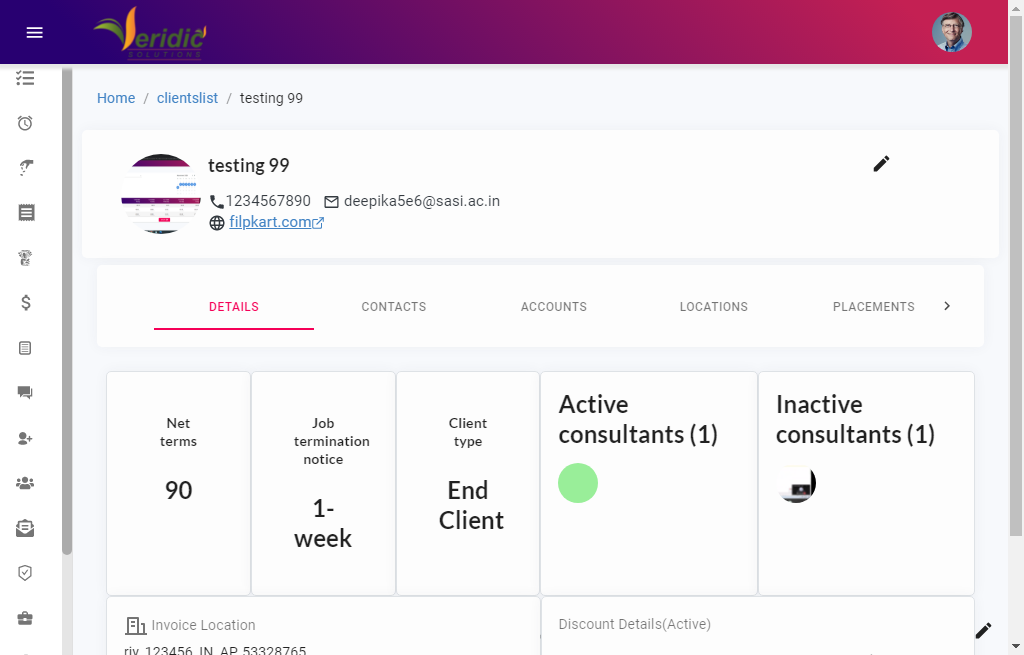 Veridic
SOLUTIONS
Home / clientslist / testing 99
testing 99
1234567890 deepika5e6@sasi.ac.in
filpkart.com
DETAILS CONTACTS ACCOUNTS LOCATIONS PLACEMENTS
Net
terms
90
Job
termination
notice
1-
week
Client
type
End
Client
Active
consultants (1)
Inactive
consultants (1)
Invoice Location
riv, 123456, IN, AP, 53328765
Discount Details(Active)